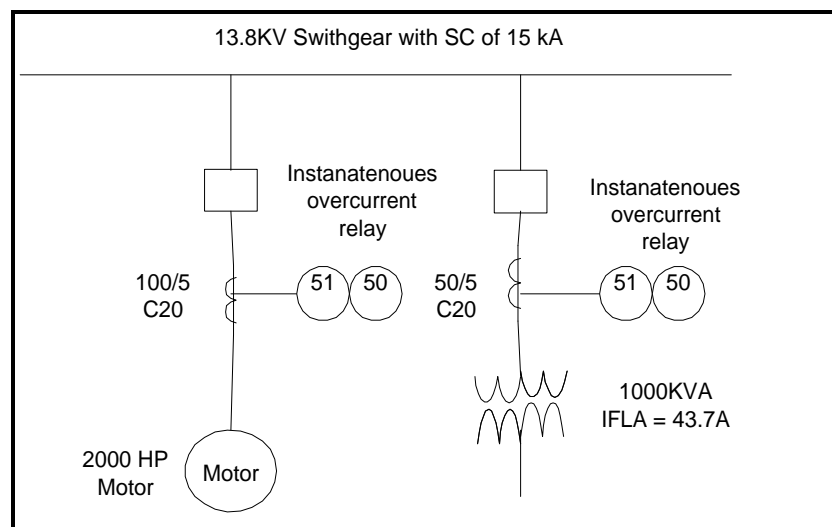 13.8KV Swithgear with SC of 15 kA
Instanatenoues
overcurrent
relay
Instanatenoues
overcurrent
relay
100/5
C20
51
50
50/5
C20
51
50
1000KVA
IFLA = 43.7A
2000 HP
Motor
Motor